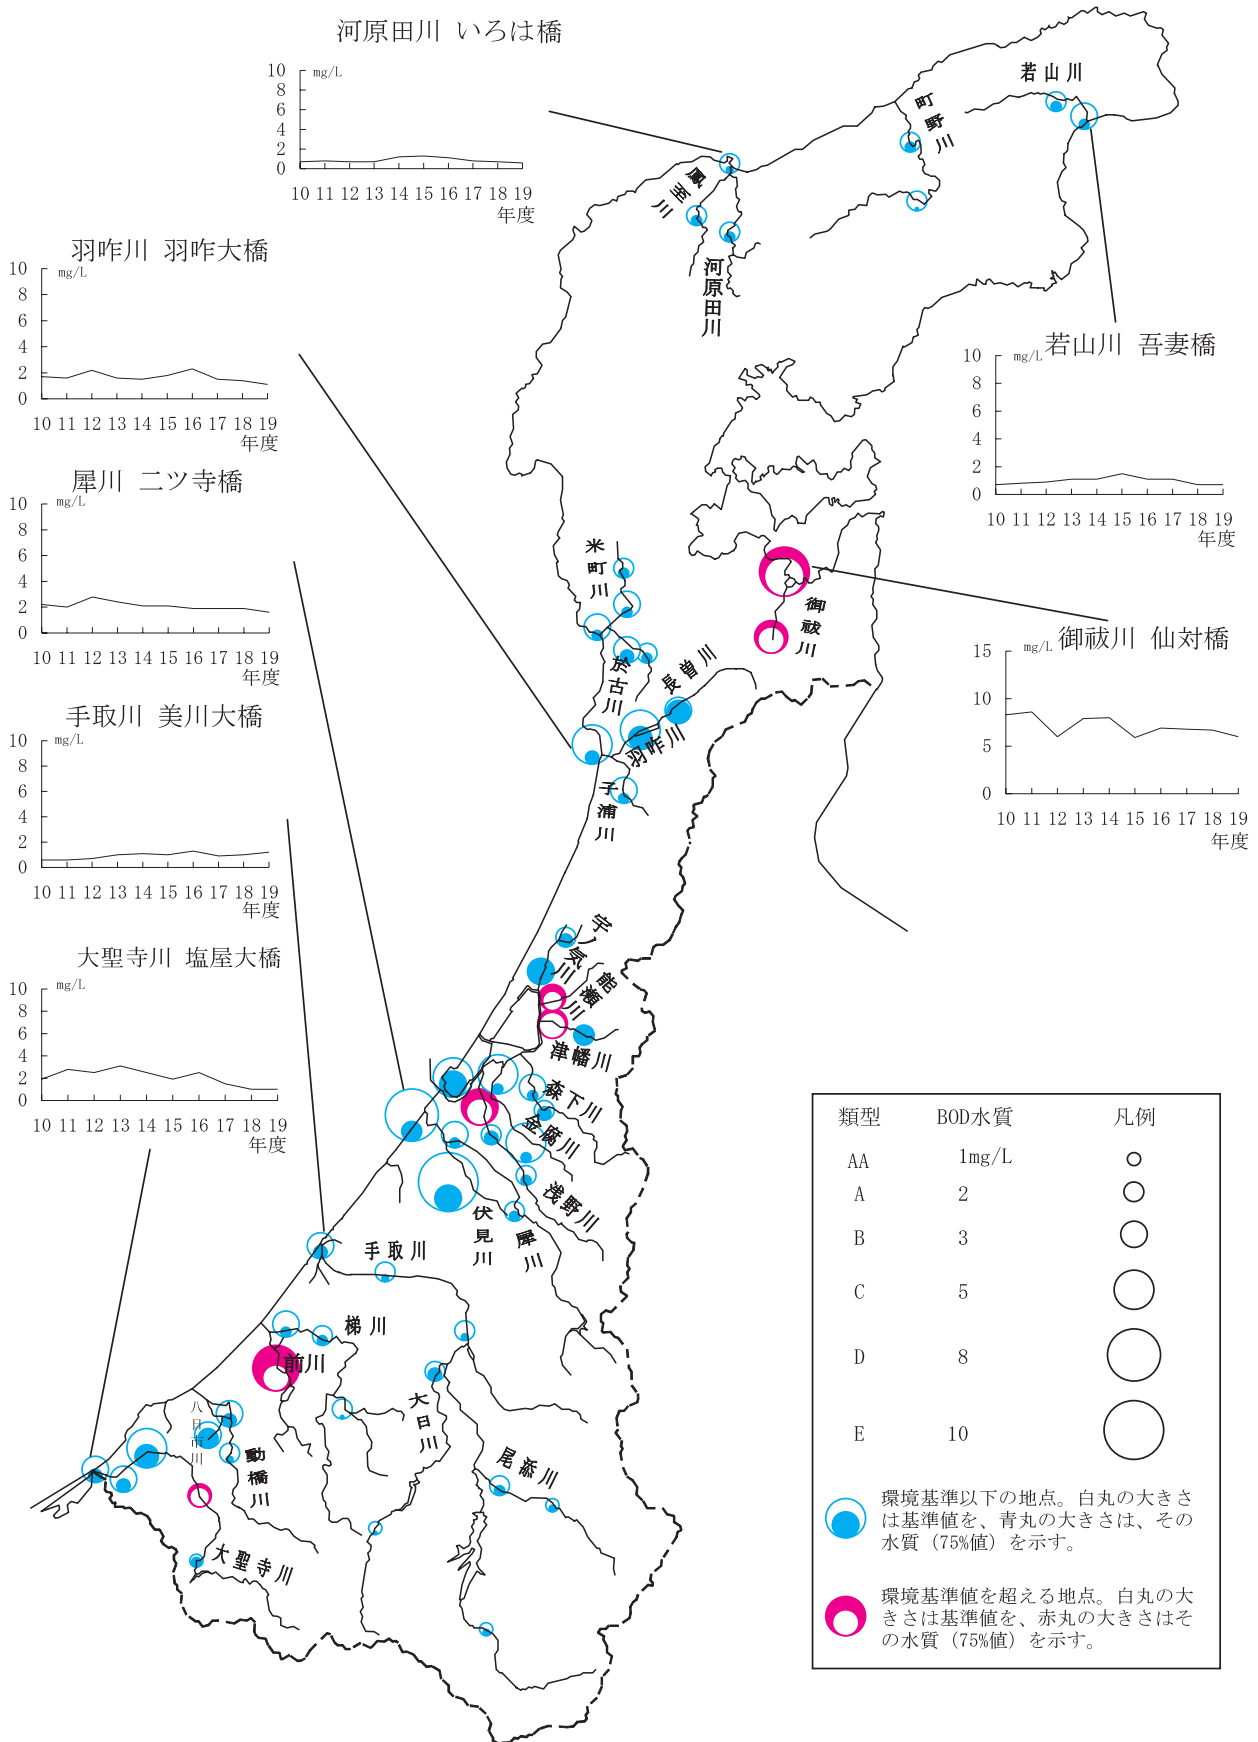 河原田川 いろは橋
mg/L
10
8
6
4
2
0
10 11 12 13 14 15 16 17 18 19
年度
羽咋川 羽咋大橋
mg/L
10
8
6
4
2
0
10 11 12 13 14 15 16 17 18 19
年度
犀川 二ツ寺橋
mg/L
10
8
6
4
2
0
10 11 12 13 14 15 16 17 18 19
年度
手取川 美川大橋
mg/L
10
8
6
4
2
0
10 11 12 13 14 15 16 17 18 19
年度
大聖寺川 塩屋大橋
mg/L
10
8
6
4
2
0
10 11 12 13 14 15 16 17 18 19
年度
若山川 吾妻橋
mg/L
10
8
6
4
2
0
10 11 12 13 14 15 16 17 18 19
年度
御祓川 仙対橋
mg/L
15
10
5
0
10 11 12 13 14 15 16 17 18 19
年度
若山川
町野川
鳳至川
河原田川
米町川
於古川
御祓川
長曽川
羽咋川
子浦川
宇ノ気川
能瀬川
津幡川
森下川
金腐川
浅野川
伏見川
犀川
手取川
梯川
前川
八日市川
動橋川
大日川
尾添川
大聖寺川
類型 BOD水質 凡例
AA 1mg/L
A 2
B 3
C 5
D 8
E 10
環境基準以下の地点。白丸の大きさ
は基準値を、青丸の大きさは、その
水質（75%値）を示す。
環境基準値を超える地点。白丸の大
きさは基準値を、赤丸の大きさはそ
の水質（75%値）を示す。